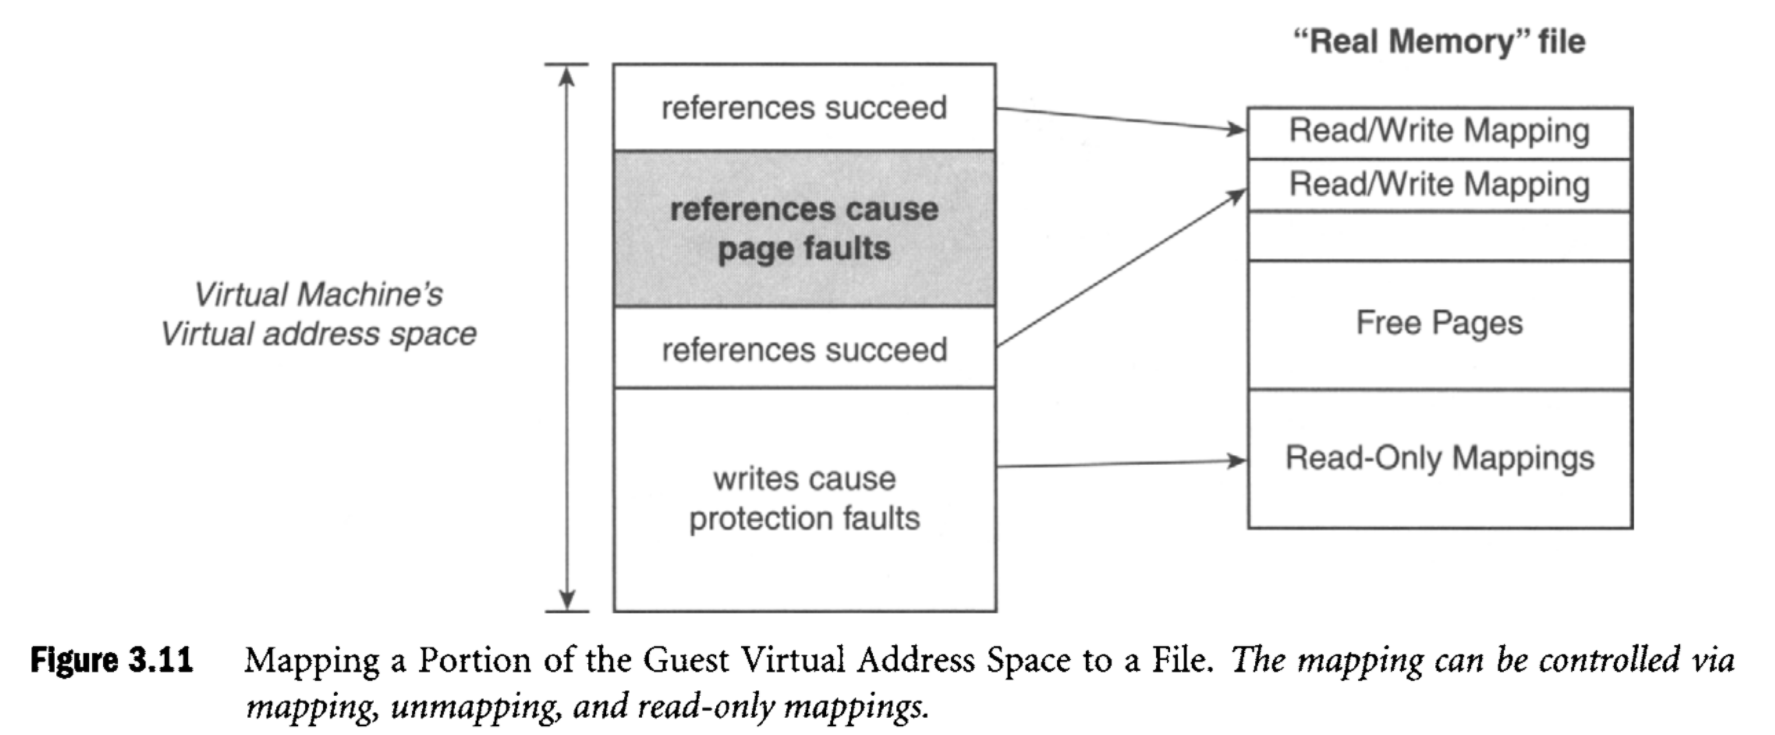 “Real Memory” file
references succeed
references cause
page faults
references succeed
writes cause
protection faults
Virtual Machine’s
Virtual address space
Read/Write Mapping
Read/Write Mapping
Free Pages
Read-Only Mappings
Figure 3.11 Mapping a Portion of the Guest Virtual Address Space to a File. The mapping can be controlled via
mapping, unmapping, and read-only mappings.